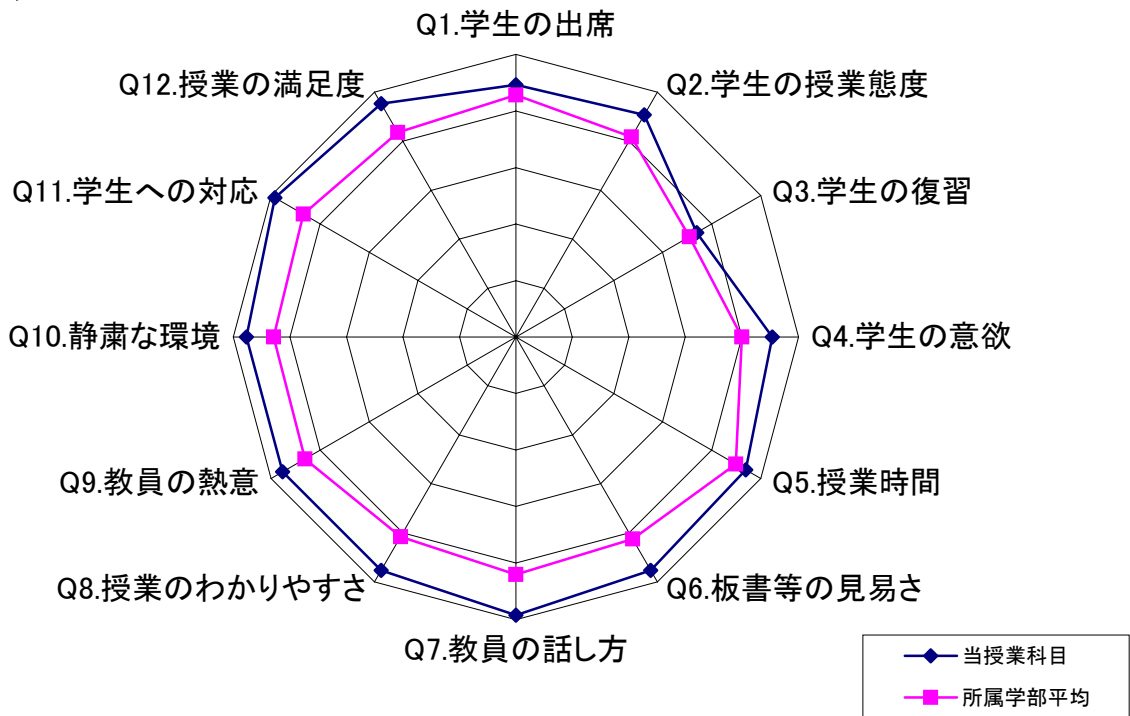 Q1.学生の出席
Q2.学生の授業態度
Q3.学生の復習
Q4.学生の意欲
Q5.授業時間
Q6.板書等の見易さ
Q7.教員の話し方
Q8.授業のわかりやすさ
Q9.教員の熱意
Q10.静粛な環境
Q11.学生への対応
Q12.授業の満足度
当授業科目
所属学部平均